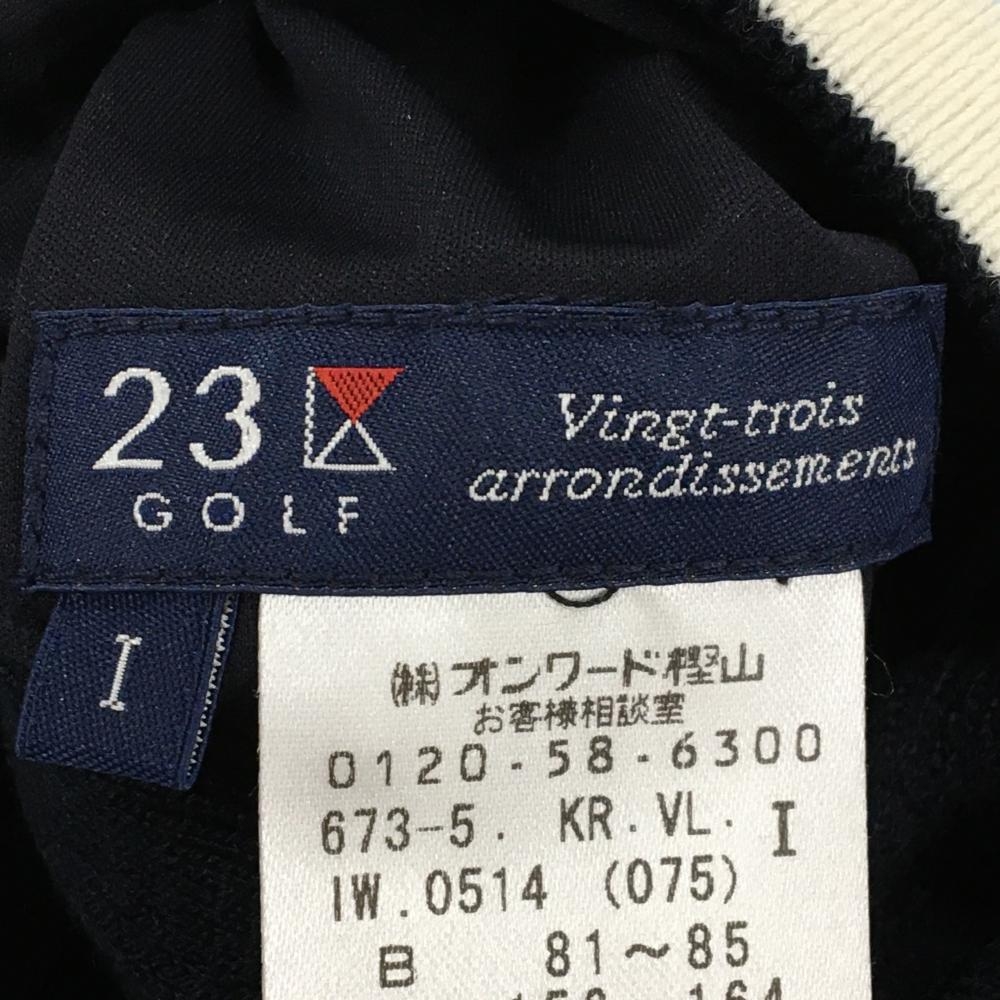 23
GOLF
Vingt-trois
arrondissements
I
(株)オンワード樫山
お客様相談室
0120-58-6300
673-5. KR.VL. I
IW.0514 (075)
B 81～85
164